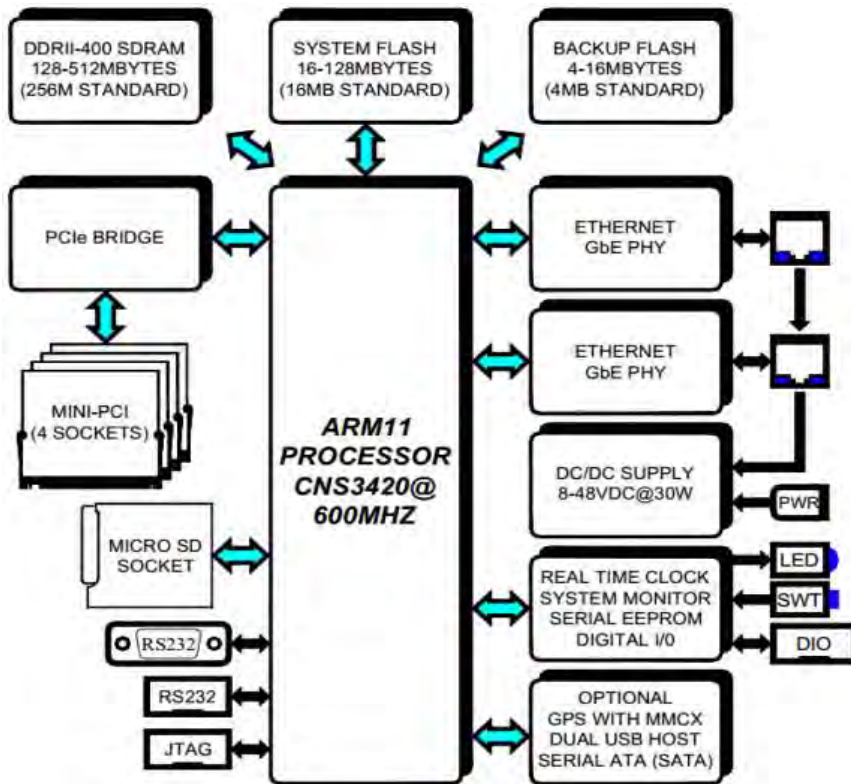 DDRII-400 SDRAM
128-512MBYTES
(256M STANDARD)
SYSTEM FLASH
16-128MBYTES
(16MB STANDARD)
BACKUP FLASH
4-16MBYTES
(4MB STANDARD)
PCIe BRIDGE
ETHERNET
GbE PHY
MINI-PCI
(4 SOCKETS)
ETHERNET
GbE PHY
ARM11
PROCESSOR
CNS3420@
600MHZ
DC/DC SUPPLY
8-48VDC@30W
PWR
MICRO SD
SOCKET
REAL TIME CLOCK
SYSTEM MONITOR
SERIAL EEPROM
DIGITAL I/0
LED
SWT
DIO
RS232
RS232
JTAG
OPTIONAL
GPS WITH MMCX
DUAL USB HOST
SERIAL ATA (SATA)